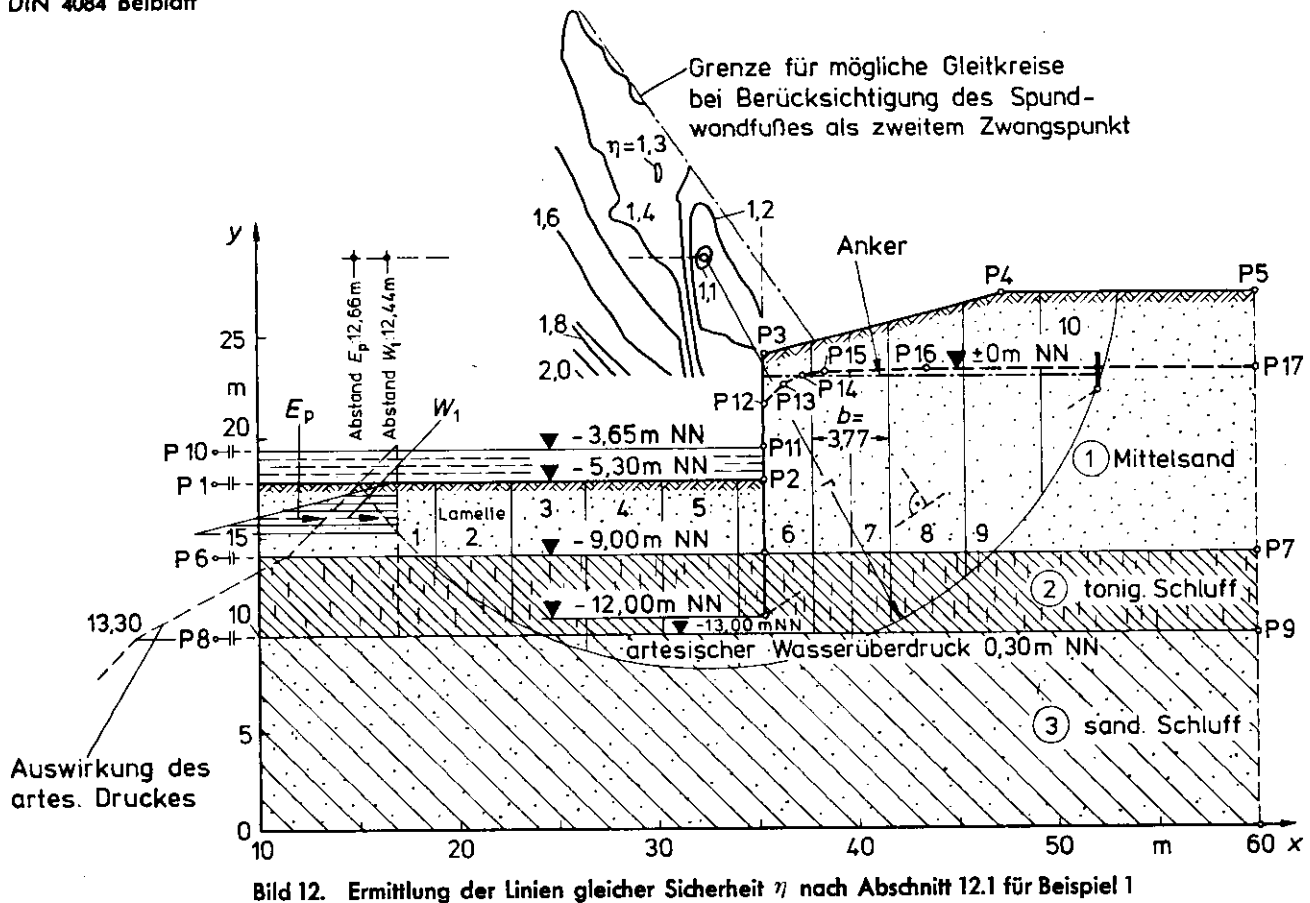 DIN 4084 Beiblatt
Grenze für mögliche Gleitkreise
bei Berücksichtigung des Spund-
wandfußes als zweitem Zwangspunkt
η=1,3
1,2
1,4
1,6
1,1
1,8
2,0
Anker
y
25
m
20
15
10
5
0
Abstand Ep:12,66m
Abstand W1:12,44m
Ep
W1
P3
P4
P5
P15
P16
±0m NN
P17
P12
P13
P14
b=
3,77
10
P10
-3,65m NN
P11
P1
-5,30m NN
P2
1 Mittelsand
1
Lamelle
2
3
4
5
6
7
8
9
P6
-9,00m NN
P7
2 tonig. Schluff
-12,00m NN
13,30
P8
-13,00mNN
P9
artesischer Wasserüberdruck 0,30m NN
3 sand. Schluff
Auswirkung des
artes. Druckes
10
20
30
40
50
m
60
x
Bild 12. Ermittlung der Linien gleicher Sicherheit η nach Abschnitt 12.1 für Beispiel 1